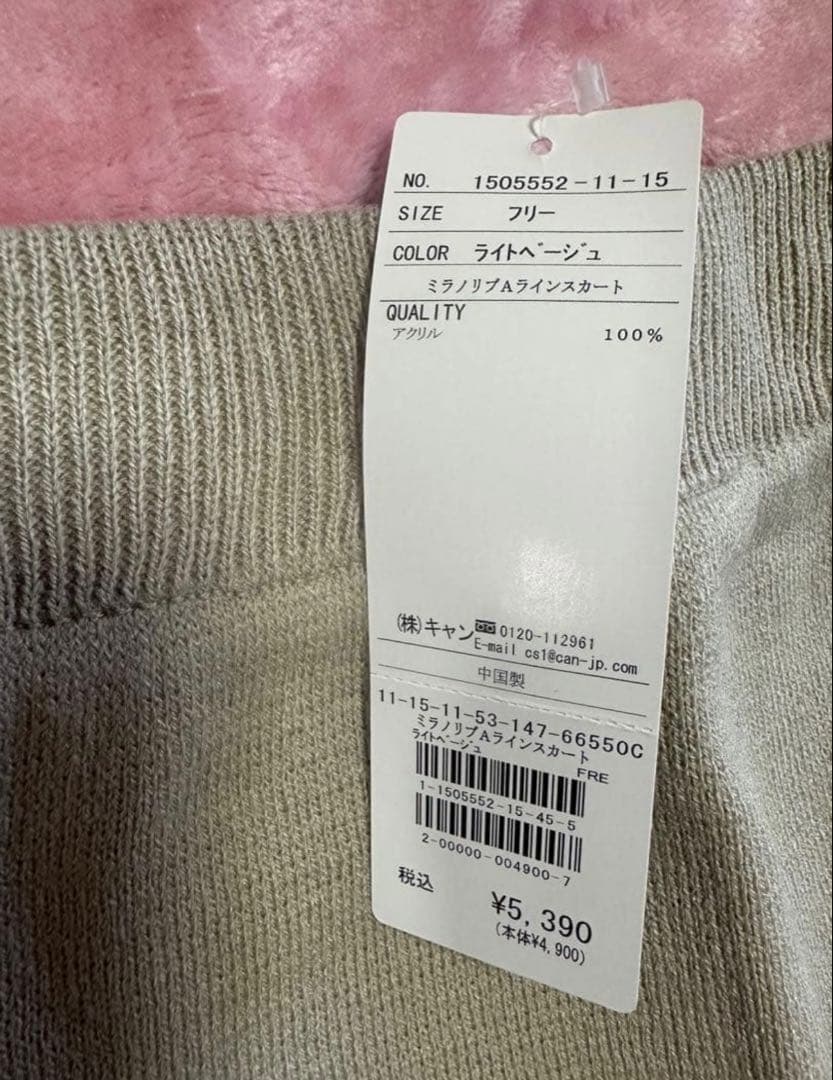 NO. 1505552-11-15
SIZE フリー
COLOR ライトベージュ
ミラノリブAラインスカート
QUALITY
アクリル 100%
(株)キャン 0120-112961
E-mail cs1@can-jp.com
中国製
11-15-11-53-147-66550C
ミラノリブAラインスカート
ライトベージュ
FRE
1-1505552-15-45-5
2-00000-004900-7
税込
¥5,390
(本体¥4,900)